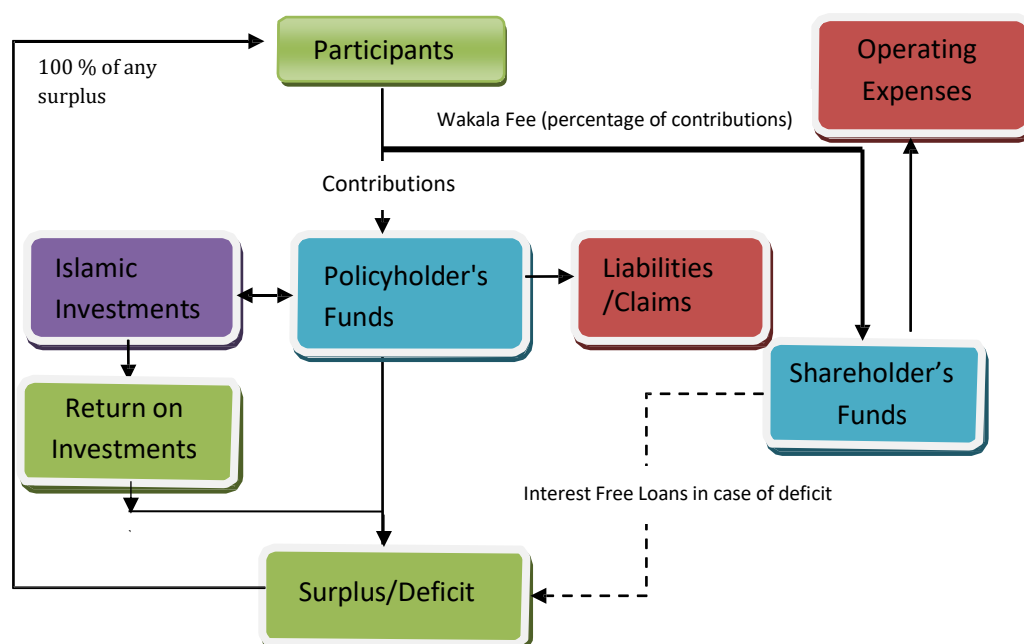 Participants
Operating
Expenses
100 % of any
surplus
Wakala Fee (percentage of contributions)
Contributions
Islamic
Investments
Policyholder's
Funds
Liabilities
/Claims
Shareholder’s
Funds
Return on
Investments
Interest Free Loans in case of deficit
.
Surplus/Deficit